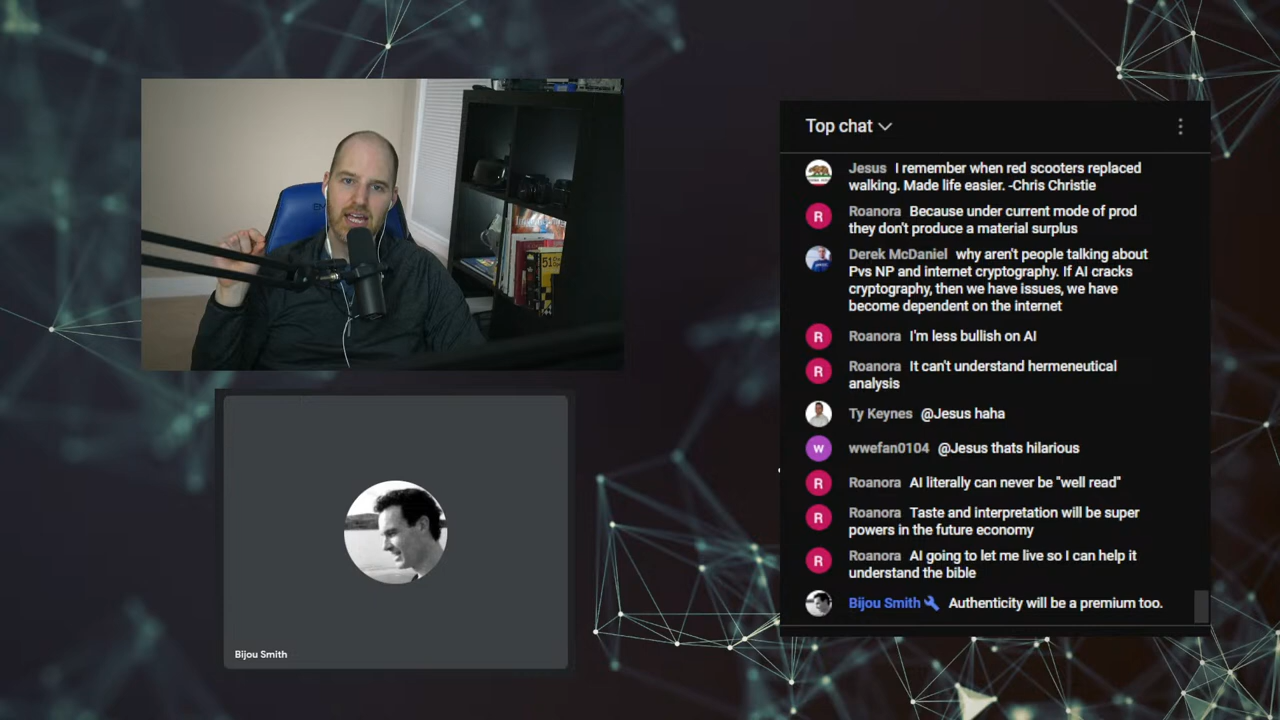 Top chat
Jesus I remember when red scooters replaced
walking. Made life easier. -Chris Christie
R Roanora Because under current mode of prod
they don't produce a material surplus
Derek McDaniel why aren't people talking about
Pvs NP and internet cryptography. If AI cracks
cryptography, then we have issues, we have
become dependent on the internet
R Roanora I'm less bullish on AI
R Roanora It can't understand hermeneutical
analysis
Ty Keynes @Jesus haha
w wwefan0104 @Jesus thats hilarious
R Roanora AI literally can never be "well read"
R Roanora Taste and interpretation will be super
powers in the future economy
R Roanora AI going to let me live so I can help it
understand the bible
Bijou Smith Authenticity will be a premium too.
51
Bijou Smith